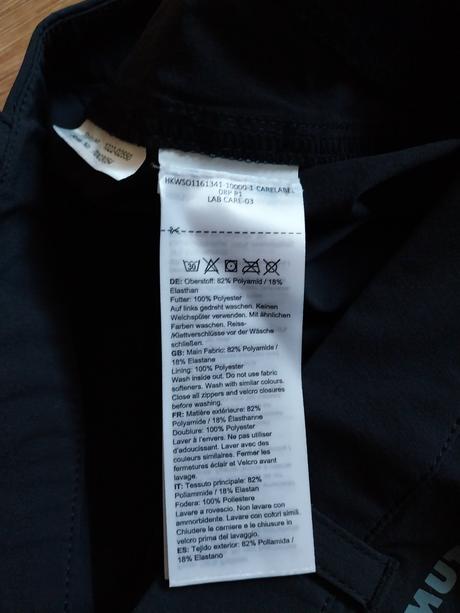 HKWSO1161341-10000-1 CARELABEL
DRP P1
LAB CARE-03
30
DE: Oberstoff: 82% Polyamid / 18%
Elasthan
Futter: 100% Polyester
Auf links gedreht waschen. Keinen
Weichspüler verwenden. Mit ähnlichen
Farben waschen. Reiss-
/Klettverschlüsse vor der Wäsche
schließen.
GB: Main Fabric: 82% Polyamide /
18% Elastane
Lining: 100% Polyester
Wash inside out. Do not use fabric
softeners. Wash with similar colours.
Close all zippers and velcro closures
before washing.
FR: Matière extérieure: 82%
Polyamide / 18% Élasthanne
Doublure: 100% Polyester
Laver à l'envers. Ne pas utiliser
d'adoucissant. Laver avec des
couleurs similaires. Fermer les
fermetures éclair et Velcro avant
lavage.
IT: Tessuto principale: 82%
Poliammide / 18% Elastan
Fodera: 100% Poliestere
Lavare a rovescio. Non lavare con
ammorbidente. Lavare con colori simili.
Chiudere le cerniere e le chiusure in
velcro prima del lavaggio.
ES: Tejido exterior: 82% Poliamida /
18% Elastano